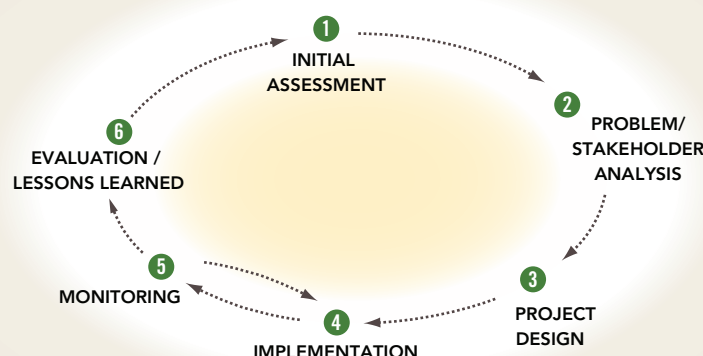 1
INITIAL
ASSESSMENT
2
PROBLEM/
STAKEHOLDER
ANALYSIS
3
PROJECT
DESIGN
4
IMPLEMENTATION
5
MONITORING
6
EVALUATION /
LESSONS LEARNED